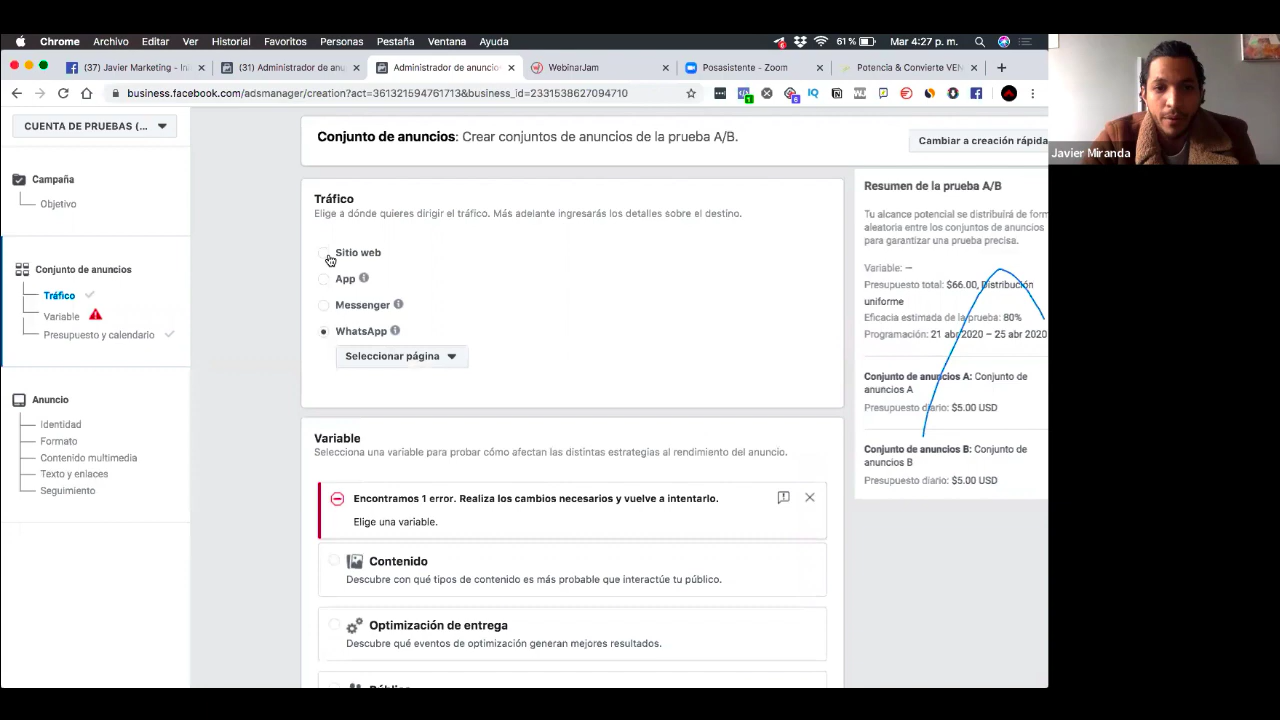 Chrome Archivo Editar Ver Historial Favoritos Personas Pestaña Ventana Ayuda 61 % Mar 4:27 p. m.
(37) Javier Marketing - In (31) Administrador de anu Administrador de anuncio WebinarJam Posasistente - Zoom Potencia & Convierte VEN
business.facebook.com/adsmanager/creation?act=361321594761713&business_id=2331538627094710
CUENTA DE PRUEBAS (...
Campaña
Objetivo
Conjunto de anuncios
Tráfico
Variable
Presupuesto y calendario
Anuncio
Identidad
Formato
Contenido multimedia
Texto y enlaces
Seguimiento
Conjunto de anuncios: Crear conjuntos de anuncios de la prueba A/B.
Cambiar a creación rápida
Tráfico
Elige a dónde quieres dirigir el tráfico. Más adelante ingresarás los detalles sobre el destino.
Sitio web
App
Messenger
WhatsApp
Seleccionar página
Variable
Selecciona una variable para probar cómo afectan las distintas estrategias al rendimiento del anuncio.
Encontramos 1 error. Realiza los cambios necesarios y vuelve a intentarlo.
Elige una variable.
Contenido
Descubre con qué tipos de contenido es más probable que interactúe tu público.
Optimización de entrega
Descubre qué eventos de optimización generan mejores resultados.
Resumen de la prueba A/B
Tu alcance potencial se distribuirá de form
aleatoria entre los conjuntos de anuncios
para garantizar una prueba precisa.
Variable: —
Presupuesto total: $66.00, Distribución
uniforme
Eficacia estimada de la prueba: 80%
Programación: 21 abr 2020 – 25 abr 2020
Conjunto de anuncios A: Conjunto de
anuncios A
Presupuesto diario: $5.00 USD
Conjunto de anuncios B: Conjunto de
anuncios B
Presupuesto diario: $5.00 USD
Javier Miranda